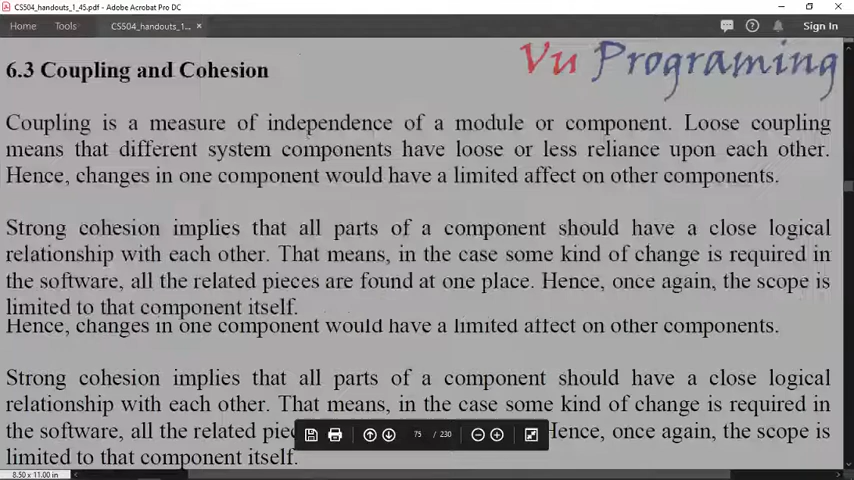 CS504_handouts_1_45.pdf - Adobe Acrobat Pro DC
Home Tools CS504_handouts_1... × Sign In
Vu Programing
6.3 Coupling and Cohesion
Coupling is a measure of independence of a module or component. Loose coupling
means that different system components have loose or less reliance upon each other.
Hence, changes in one component would have a limited affect on other components.
Strong cohesion implies that all parts of a component should have a close logical
relationship with each other. That means, in the case some kind of change is required in
the software, all the related pieces are found at one place. Hence, once again, the scope is
limited to that component itself.
Hence, changes in one component would have a limited affect on other components.
Strong cohesion implies that all parts of a component should have a close logical
relationship with each other. That means, in the case some kind of change is required in
the software, all the related Hence, once again, the scope is
limited to that component itself.
75 / 230
8.50 x 11.00 in